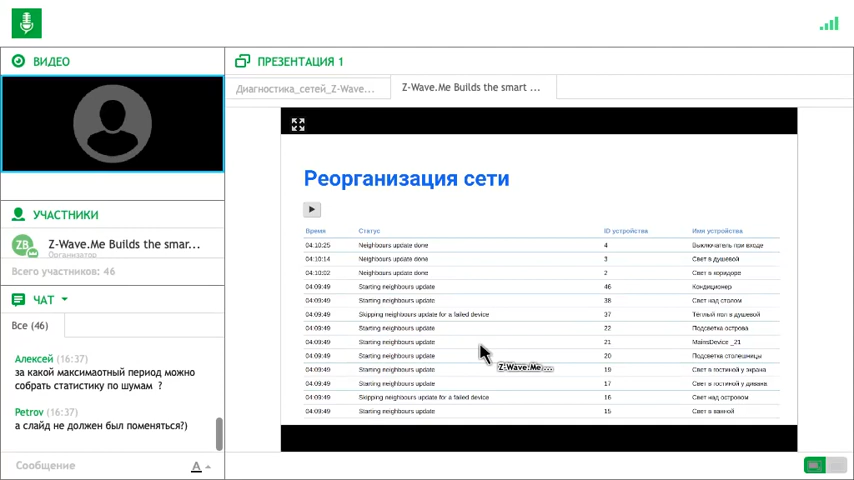 ВИДЕО
ПРЕЗЕНТАЦИЯ 1
Диагностика_сетей_Z-Wave...
Z-Wave.Me Builds the smart ...
УЧАСТНИКИ
ZB
Z-Wave.Me Builds the smar...
Организатор
Всего участников: 46
ЧАТ
Все (46)
Алексей (16:37)
за какой максимаотный период можно
собрать статистику по шумам ?
Petrov (16:37)
а слайд не должен был поменяться?)
Сообщение
A
Реорганизация сети
Время Статус ID устройства Имя устройства
04:10:25 Neighbours update done 4 Выключатель при входе
04:10:14 Neighbours update done 3 Свет в душевой
04:10:02 Neighbours update done 2 Свет в коридоре
04:09:49 Starting neighbours update 46 Кондиционер
04:09:49 Starting neighbours update 38 Свет над столом
04:09:49 Skipping neighbours update for a failed device 37 Тёплый пол в душевой
04:09:49 Starting neighbours update 22 Подсветка острова
04:09:49 Starting neighbours update 21 MainsDevice _21
04:09:49 Starting neighbours update 20 Подсветка столешницы
04:09:49 Starting neighbours update 19 Свет в гостиной у экрана
04:09:49 Starting neighbours update 17 Свет в гостиной у дивана
04:09:49 Skipping neighbours update for a failed device 16 Свет над островом
04:09:49 Starting neighbours update 15 Свет в ванной
Z-Wave.Me...